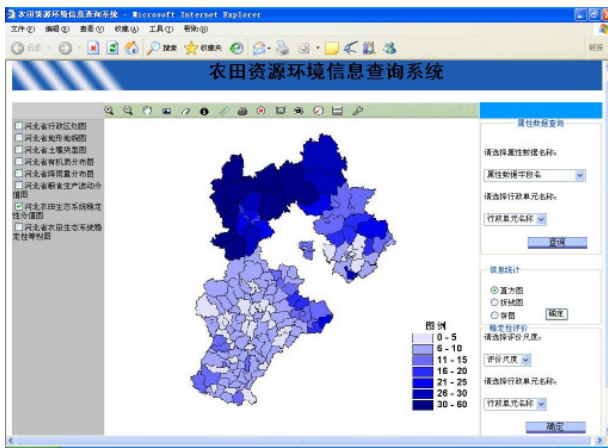 农田资源环境信息查询系统 - Microsoft Internet Explorer
文件(F) 编辑(E) 查看(V) 收藏(A) 工具(T) 帮助(H)
后退 搜索 收藏夹 链接
农田资源环境信息查询系统
河北省行政区划图
河北省地形地貌图
河北省土壤类型图
河北省有机质分布图
河北省降雨量分布图
河北省粮食生产波动分
值图
河北农田生态系统稳定
性分值图
河北省农田生态系统稳
定性等别图
图例
0 - 5
6 - 10
11 - 15
16 - 20
21 - 25
26 - 30
30 - 60
属性数据查询
请选择属性数据名称:
属性数据字段名
请选择行政单元名称:
行政单元名称
查询
信息统计
直方图
折线图
饼图 确定
稳定性评价
请选择评价尺度:
评价尺度
请选择行政单元名称:
行政单元名称
确定